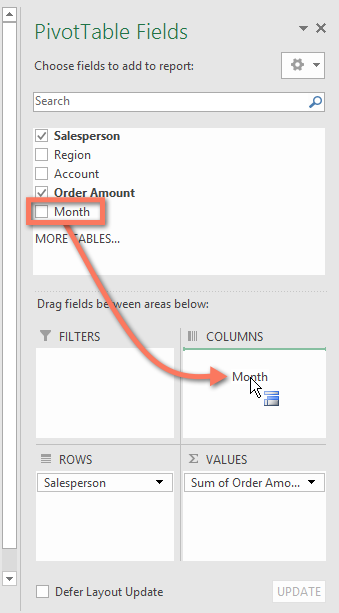 PivotTable Fields
Choose fields to add to report:
Search
Salesperson
Region
Account
Order Amount
Month
MORE TABLES...
Drag fields between areas below:
FILTERS
COLUMNS
Month
ROWS
VALUES
Salesperson
Sum of Order Amo...
Defer Layout Update
UPDATE